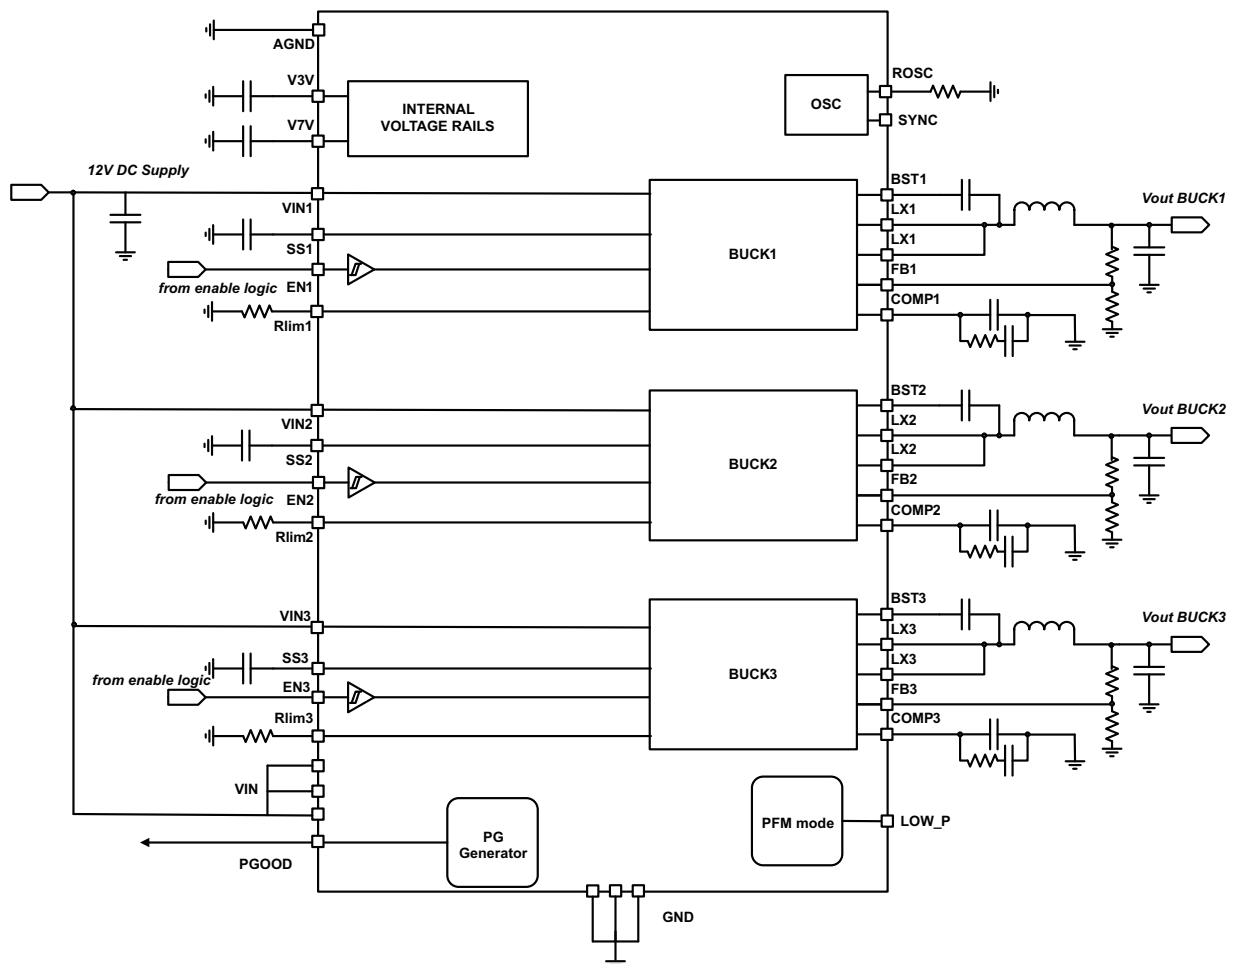 AGND
V3V
V7V
INTERNAL
VOLTAGE RAILS
OSC
ROSC
SYNC
12V DC Supply
VIN1
SS1
from enable logic
EN1
Rlim1
BUCK1
BST1
LX1
LX1
FB1
COMP1
Vout BUCK1
VIN2
SS2
from enable logic
EN2
Rlim2
BUCK2
BST2
LX2
LX2
FB2
COMP2
Vout BUCK2
VIN3
SS3
from enable logic
EN3
Rlim3
BUCK3
BST3
LX3
LX3
FB3
COMP3
Vout BUCK3
VIN
PGOOD
PG
Generator
PFM mode
LOW_P
GND